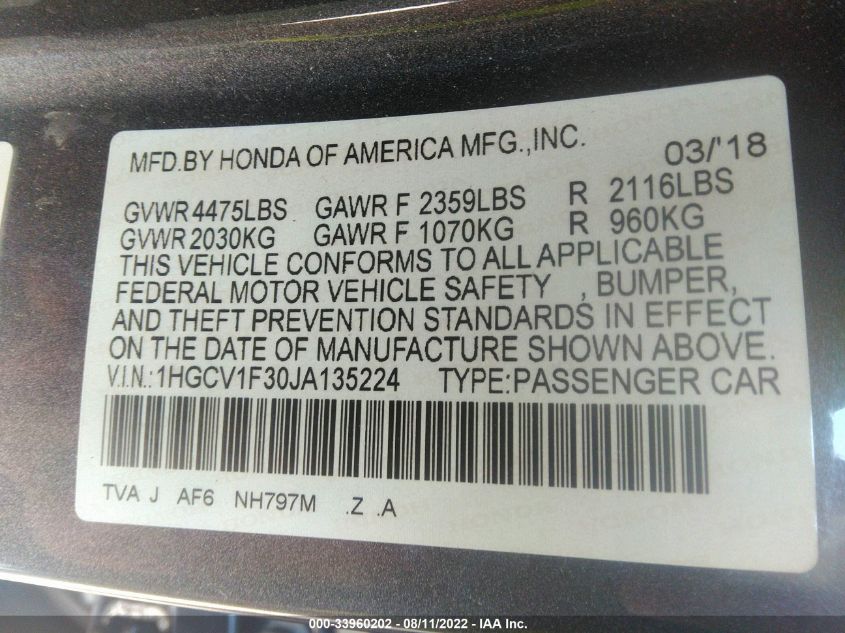 MFD.BY HONDA OF AMERICA MFG.,INC. 03/'18
GVWR 4475LBS GAWR F 2359LBS R 2116LBS
GVWR 2030KG GAWR F 1070KG R 960KG
THIS VEHICLE CONFORMS TO ALL APPLICABLE
FEDERAL MOTOR VEHICLE SAFETY , BUMPER,
AND THEFT PREVENTION STANDARDS IN EFFECT
ON THE DATE OF MANUFACTURE SHOWN ABOVE.
V.I.N.:1HGCV1F30JA135224 TYPE:PASSENGER CAR
TVA J AF6 NH797M .Z .A
000-33960202 - 08/11/2022 - IAA Inc.